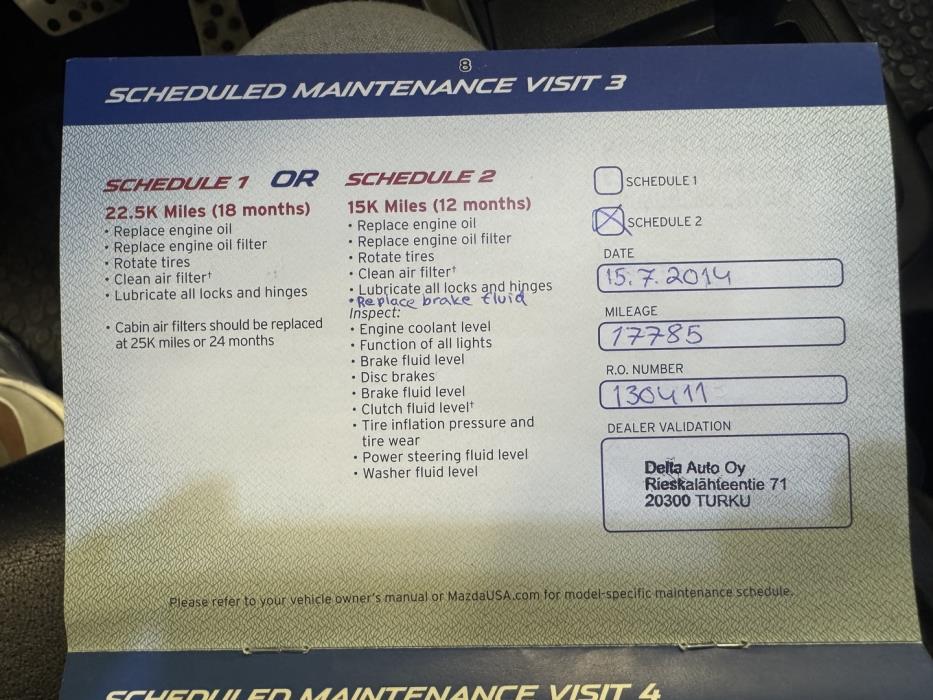 8
SCHEDULED MAINTENANCE VISIT 3
SCHEDULE 1 OR SCHEDULE 2
22.5K Miles (18 months)
• Replace engine oil
• Replace engine oil filter
• Rotate tires
• Clean air filter†
• Lubricate all locks and hinges
• Cabin air filters should be replaced
at 25K miles or 24 months
15K Miles (12 months)
• Replace engine oil
• Replace engine oil filter
• Rotate tires
• Clean air filter†
• Lubricate all locks and hinges
• Replace brake fluid
Inspect:
• Engine coolant level
• Function of all lights
• Brake fluid level
• Disc brakes
• Brake fluid level
• Clutch fluid level†
• Tire inflation pressure and
tire wear
• Power steering fluid level
• Washer fluid level
SCHEDULE 1
SCHEDULE 2
DATE
15.7.2014
MILEAGE
17785
R.O. NUMBER
130411
DEALER VALIDATION
Delta Auto Oy
Rieskalähteentie 71
20300 TURKU
Please refer to your vehicle owner's manual or MazdaUSA.com for model-specific maintenance schedule.
SCHEDULED MAINTENANCE VISIT 4